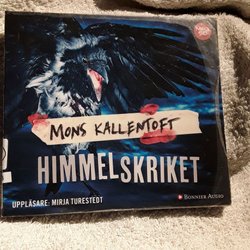 MONS KALLENTOFT
HIMMELSKRIKET
UPPLÄSARE: MIRJA TURESTEDT
BONNIER AUDIO